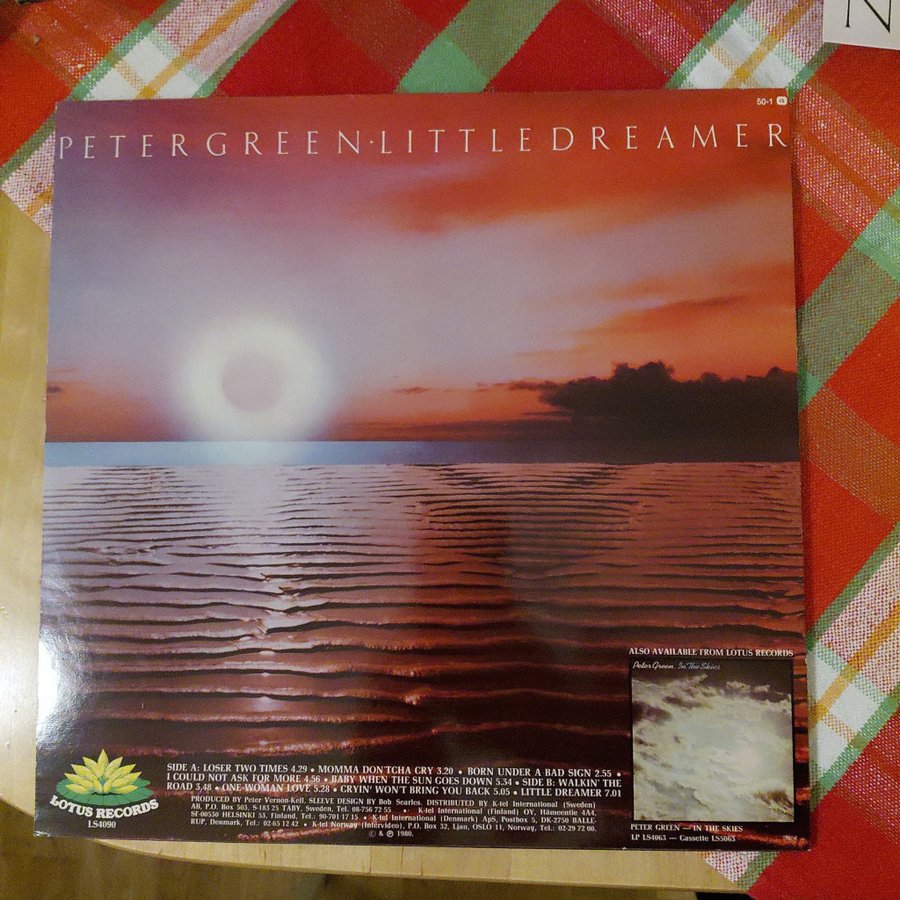 50-1
PETER GREEN·LITTLE DREAMER
ALSO AVAILABLE FROM LOTUS RECORDS
Peter Green. In The Skies
SIDE A: LOSER TWO TIMES 4.29 • MOMMA DON'TCHA CRY 3.20 • BORN UNDER A BAD SIGN 2.55 •
I COULD NOT ASK FOR MORE 4.56 • BABY WHEN THE SUN GOES DOWN 5.34 • SIDE B: WALKIN' THE
ROAD 3.48 • ONE WOMAN LOVE 5.28 • CRYIN' WON'T BRING YOU BACK 5.05 • LITTLE DREAMER 7.01
PRODUCED BY Peter Vernon-Kell. SLEEVE DESIGN BY Bob Searles. DISTRIBUTED BY K-tel International (Sweden)
AB, P.O. Box 505, S-183 25 TABY, Sweden, Tel. 08-756 72 55 • K-tel International (Finland) OY, Hämeentie 4A4,
SF-00530 HELSINKI 53, Finland, Tel.: 90-701 17 15 • K-tel International (Denmark) ApS, Postbox 5, DK-2750 BALLE-
RUP, Denmark, Tel.: 02 65 12 42 • K-tel Norway (Intervideo), P.O. Box 32, Ljan, OSLO 11, Norway, Tel.: 02-29 72 00.
© & ℗ 1980.
LOTUS RECORDS
LS4090
PETER GREEN — IN THE SKIES
LP LS4063 — Cassette LS5063